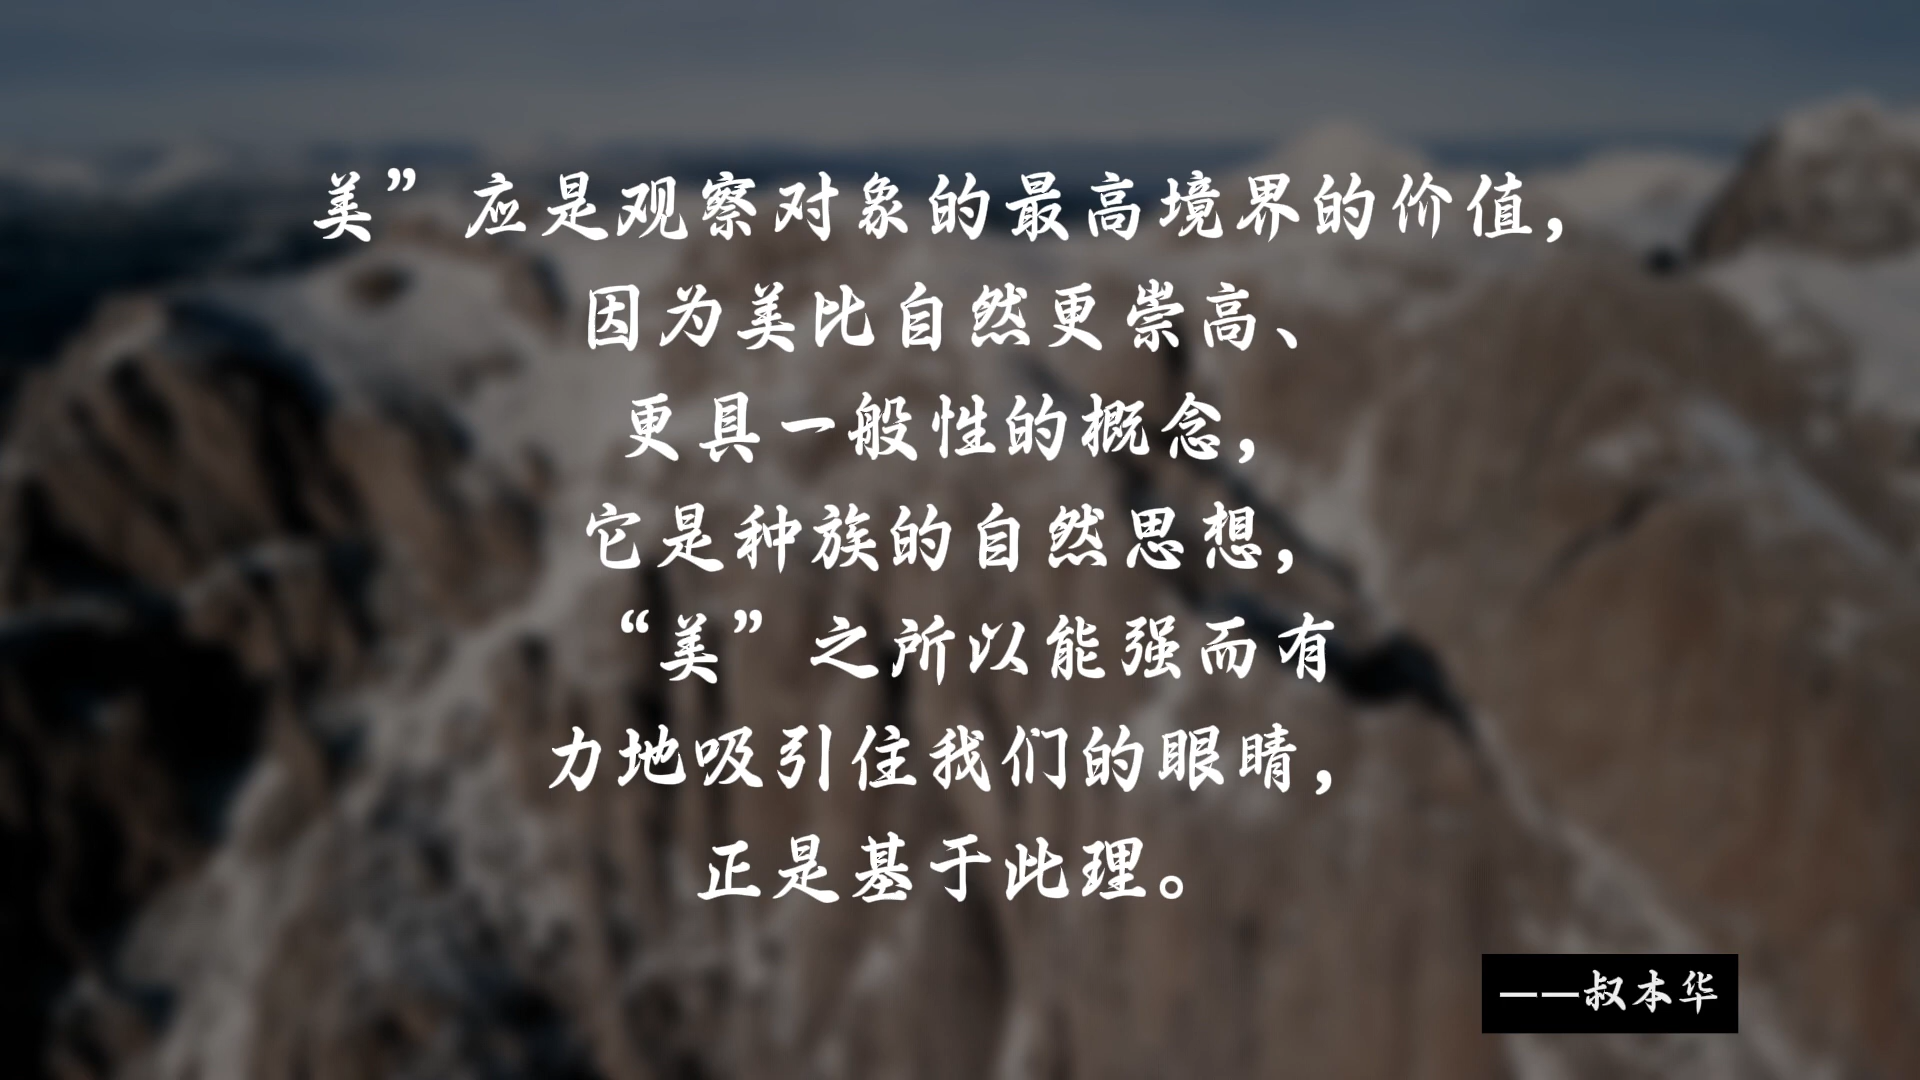 美”应是观察对象的最高境界的价值，
因为美比自然更崇高、
更具一般性的概念，
它是种族的自然思想，
“美”之所以能强而有
力地吸引住我们的眼睛，
正是基于此理。
——叔本华